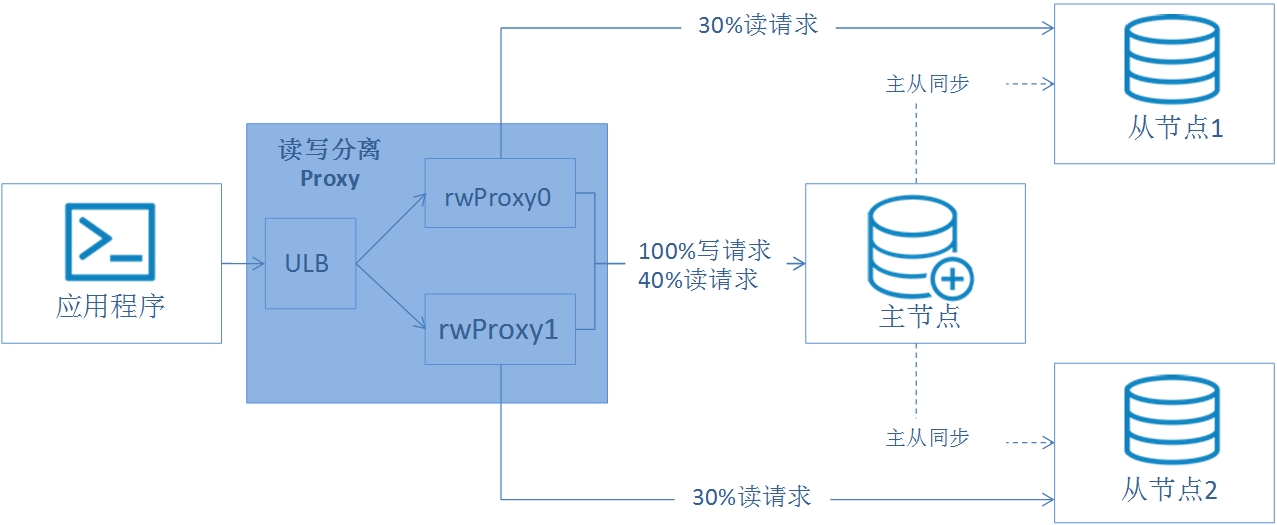 30%读请求
主从同步
从节点1
读写分离
Proxy
rwProxy0
ULB
应用程序
100%写请求
40%读请求
主节点
rwProxy1
主从同步
从节点2
30%读请求